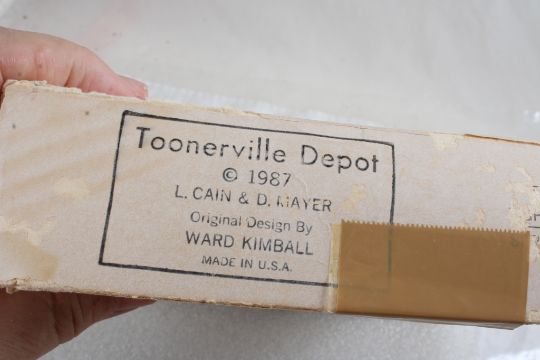 Toonerville Depot
© 1987
L. CAIN & D. MAYER
Original Design By
WARD KIMBALL
MADE IN U.S.A.